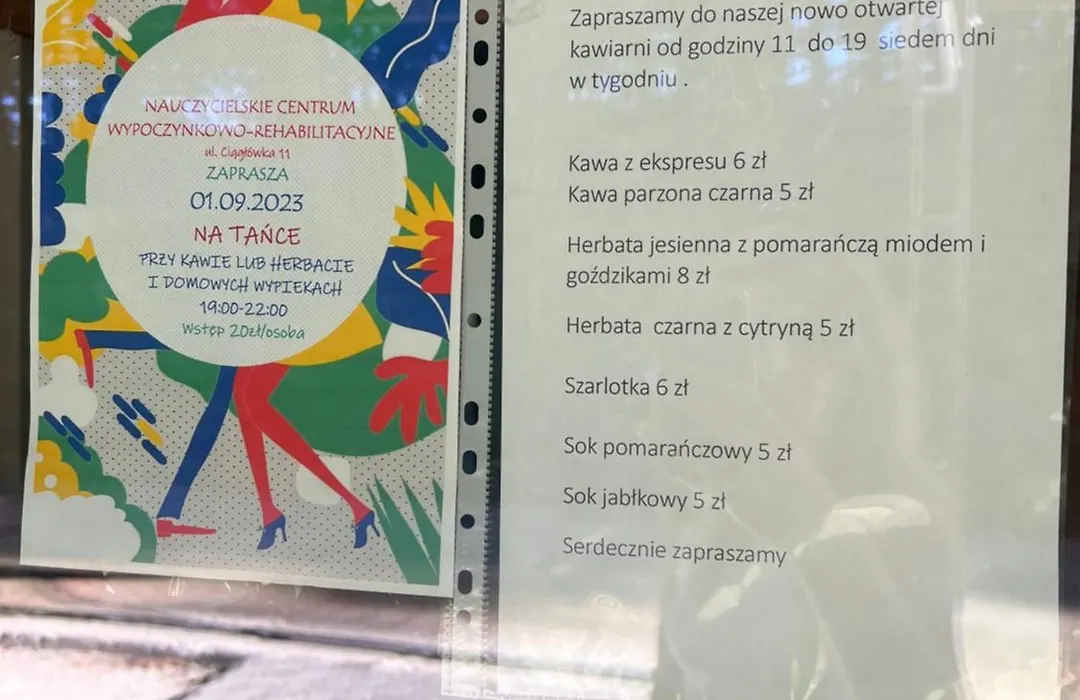 NAUCZYCIELSKIE CENTRUM
WYPOCZYNKOWO-REHABILITACYJNE
ul. Ciągłówka 11
ZAPRASZA
01.09.2023
NA TAŃCE
PRZY KAWIE LUB HERBACIE
I DOMOWYCH WYPIEKACH
19:00-22:00
Wstęp 20zł/osoba
Zapraszamy do naszej nowo otwartej
kawiarni od godziny 11 do 19 siedem dni
w tygodniu .
Kawa z ekspresu 6 zł
Kawa parzona czarna 5 zł
Herbata jesienna z pomarańczą miodem i
goździkami 8 zł
Herbata czarna z cytryną 5 zł
Szarlotka 6 zł
Sok pomarańczowy 5 zł
Sok jabłkowy 5 zł
Serdecznie zapraszamy